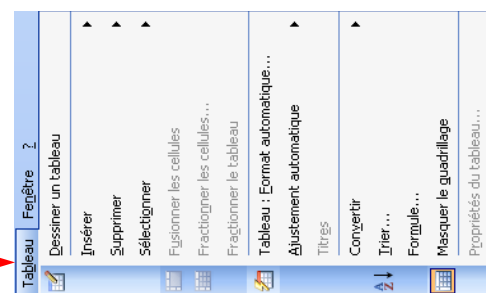 Tableau Fenêtre ?
Dessiner un tableau
Insérer
Supprimer
Sélectionner
Fusionner les cellules
Fractionner les cellules...
Fractionner le tableau
Tableau : Format automatique...
Ajustement automatique
Titres
Convertir
Trier...
Formule...
Masquer le quadrillage
Propriétés du tableau...